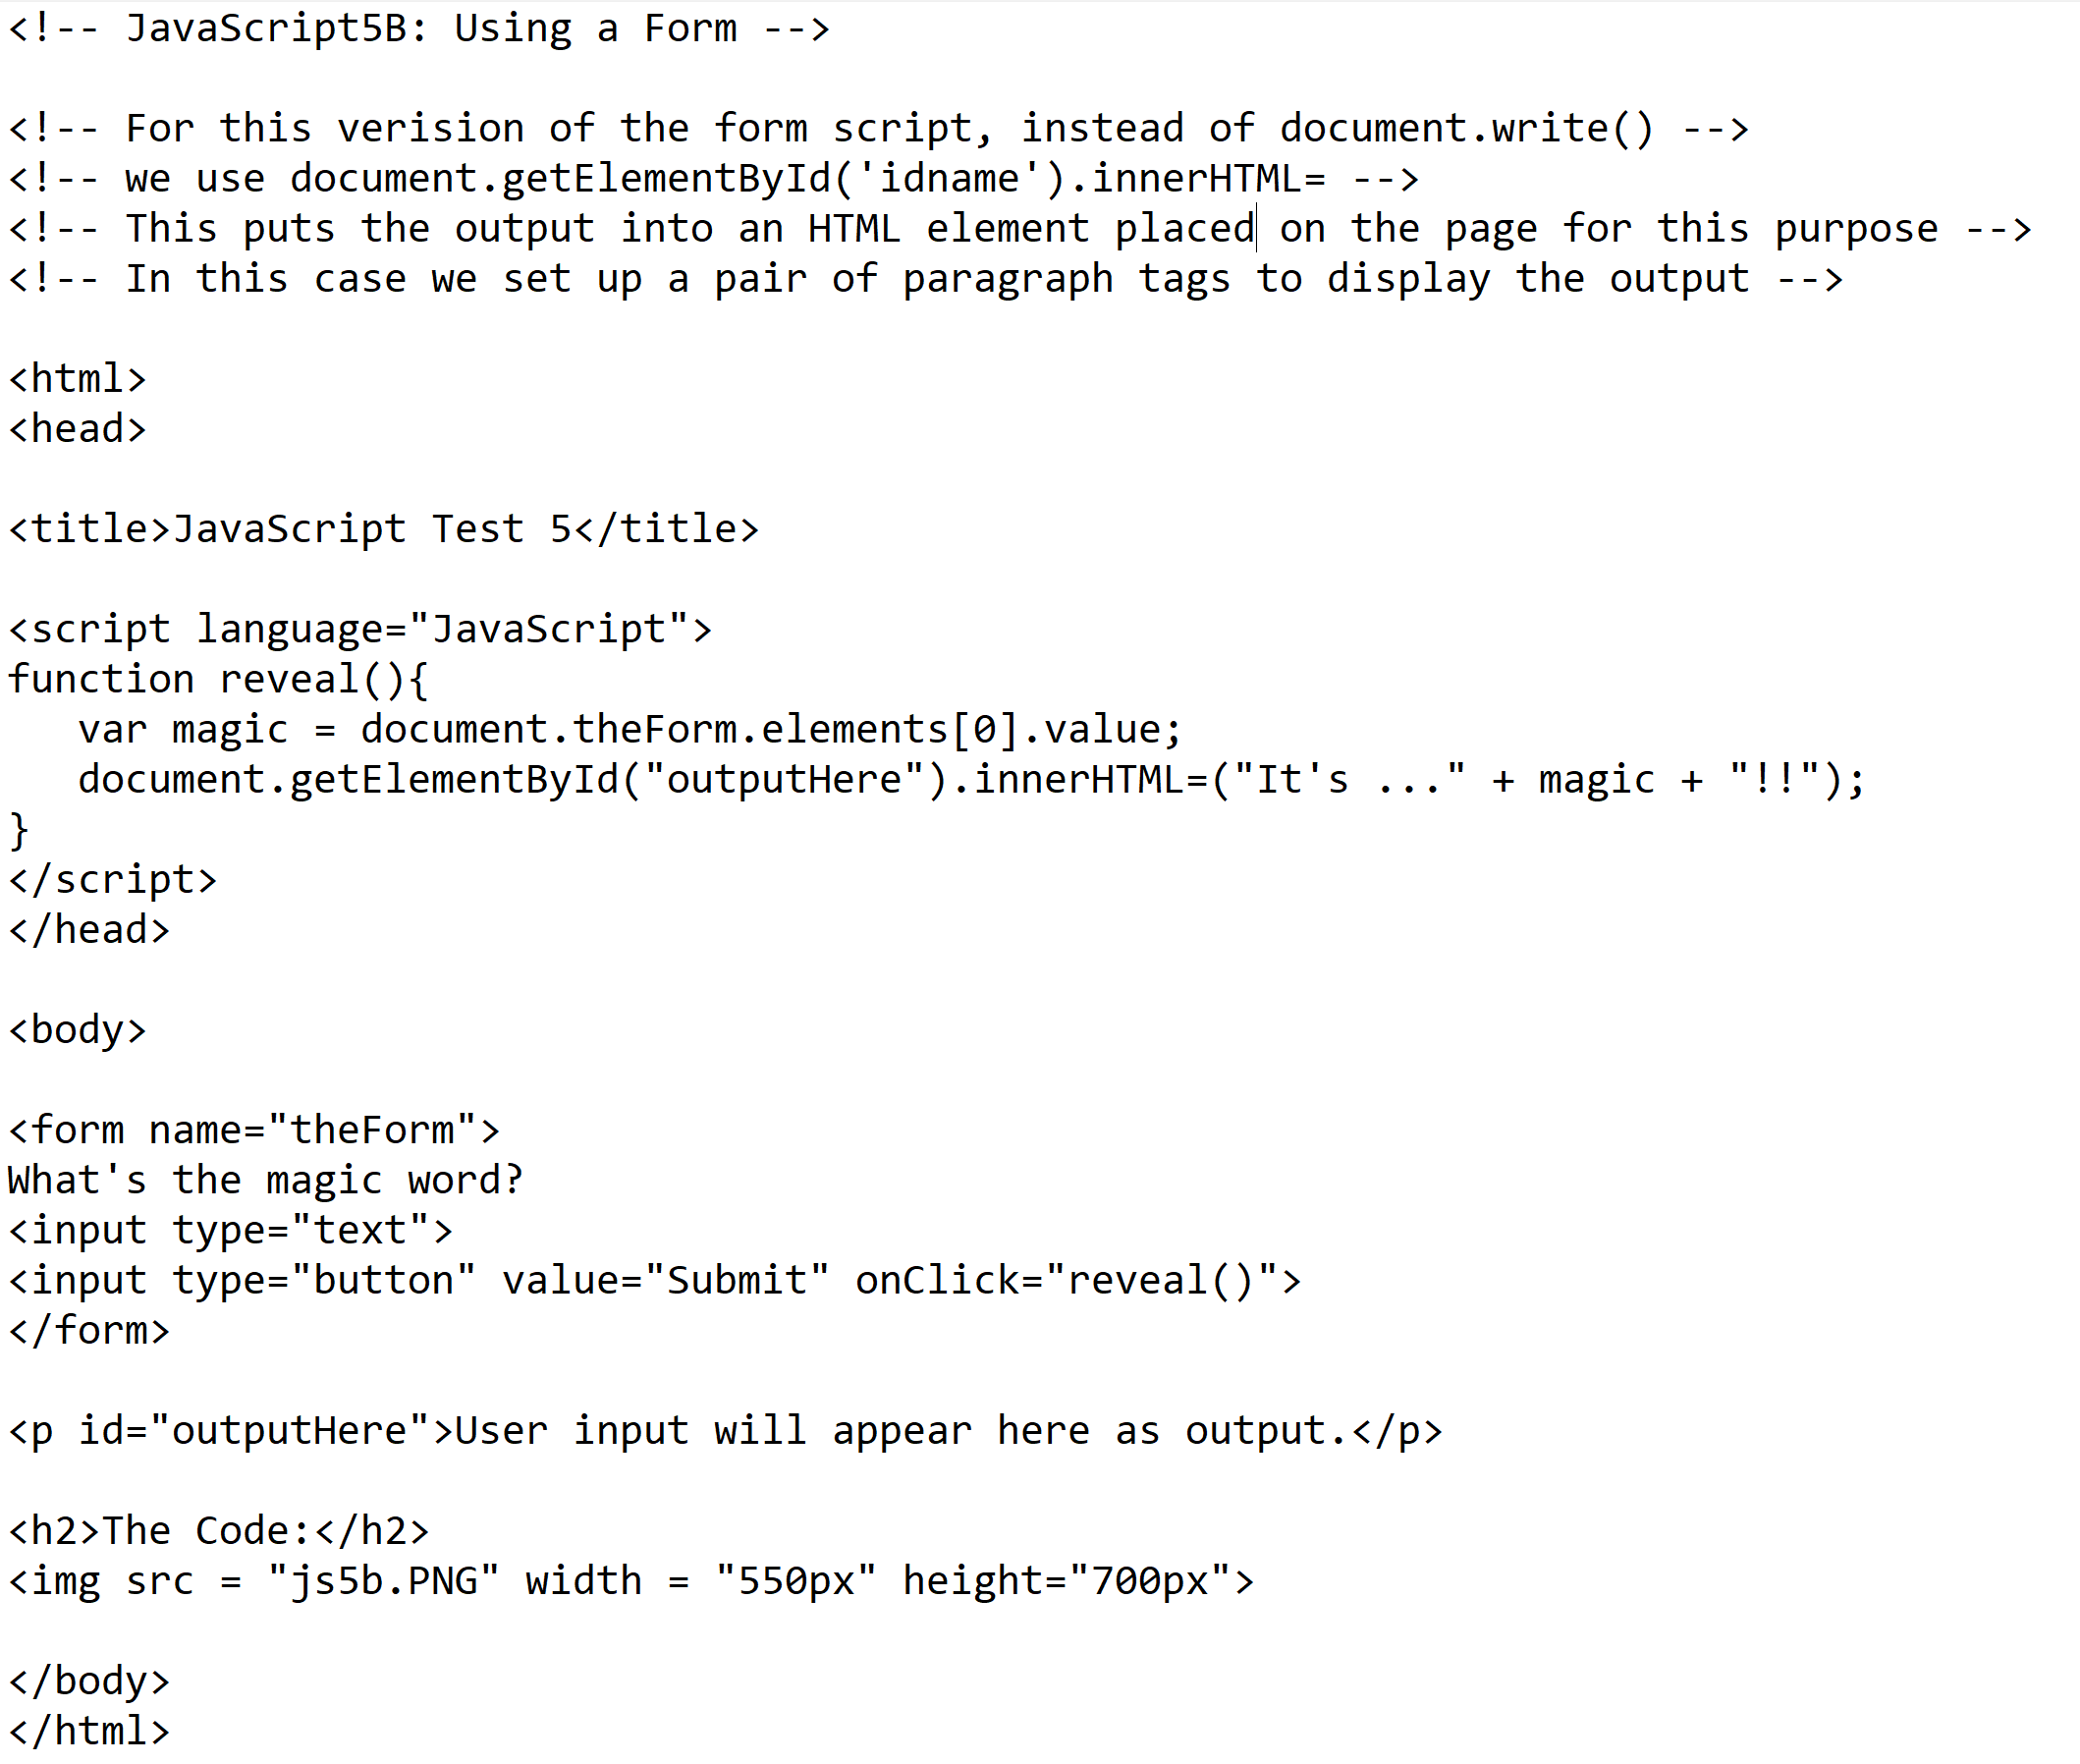 <!-- JavaScript5B: Using a Form -->
<!-- For this verision of the form script, instead of document.write() -->
<!-- we use document.getElementById('idname').innerHTML= -->
<!-- This puts the output into an HTML element placed on the page for this purpose -->
<!-- In this case we set up a pair of paragraph tags to display the output -->
<html>
<head>
<title>JavaScript Test 5</title>
<script language="JavaScript">
function reveal(){
   var magic = document.theForm.elements[0].value;
   document.getElementById("outputHere").innerHTML=("It's ..." + magic + "!!");
}
</script>
</head>
<body>
<form name="theForm">
What's the magic word?
<input type="text">
<input type="button" value="Submit" onClick="reveal()">
</form>
<p id="outputHere">User input will appear here as output.</p>
<h2>The Code:</h2>
<img src = "js5b.PNG" width = "550px" height="700px">
</body>
</html>